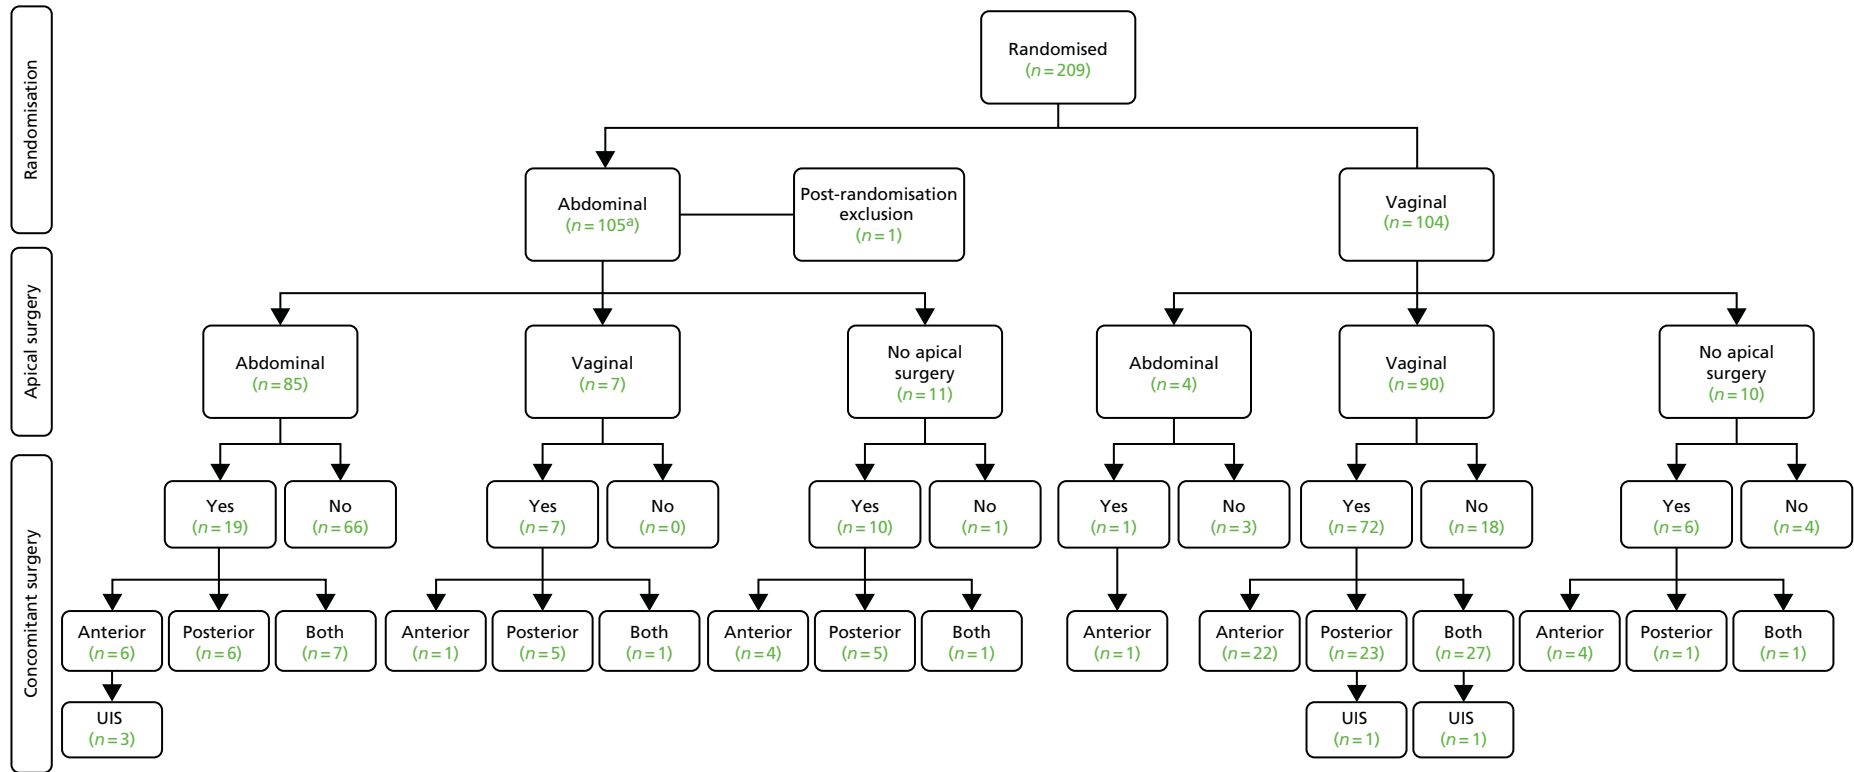 Randomisation
Randomised
(n=209)
Abdominal
(n=105ᵃ)
Post-randomisation
exclusion
(n=1)
Vaginal
(n=104)
Apical surgery
Abdominal
(n=85)
Vaginal
(n=7)
No apical
surgery
(n=11)
Abdominal
(n=4)
Vaginal
(n=90)
No apical
surgery
(n=10)
Concomitant surgery
Yes
(n=19)
No
(n=66)
Yes
(n=7)
No
(n=0)
Yes
(n=10)
No
(n=1)
Yes
(n=1)
No
(n=3)
Yes
(n=72)
No
(n=18)
Yes
(n=6)
No
(n=4)
Anterior
(n=6)
Posterior
(n=6)
Both
(n=7)
Anterior
(n=1)
Posterior
(n=5)
Both
(n=1)
Anterior
(n=4)
Posterior
(n=5)
Both
(n=1)
Anterior
(n=1)
Anterior
(n=22)
Posterior
(n=23)
Both
(n=27)
Anterior
(n=4)
Posterior
(n=1)
Both
(n=1)
UIS
(n=3)
UIS
(n=1)
UIS
(n=1)